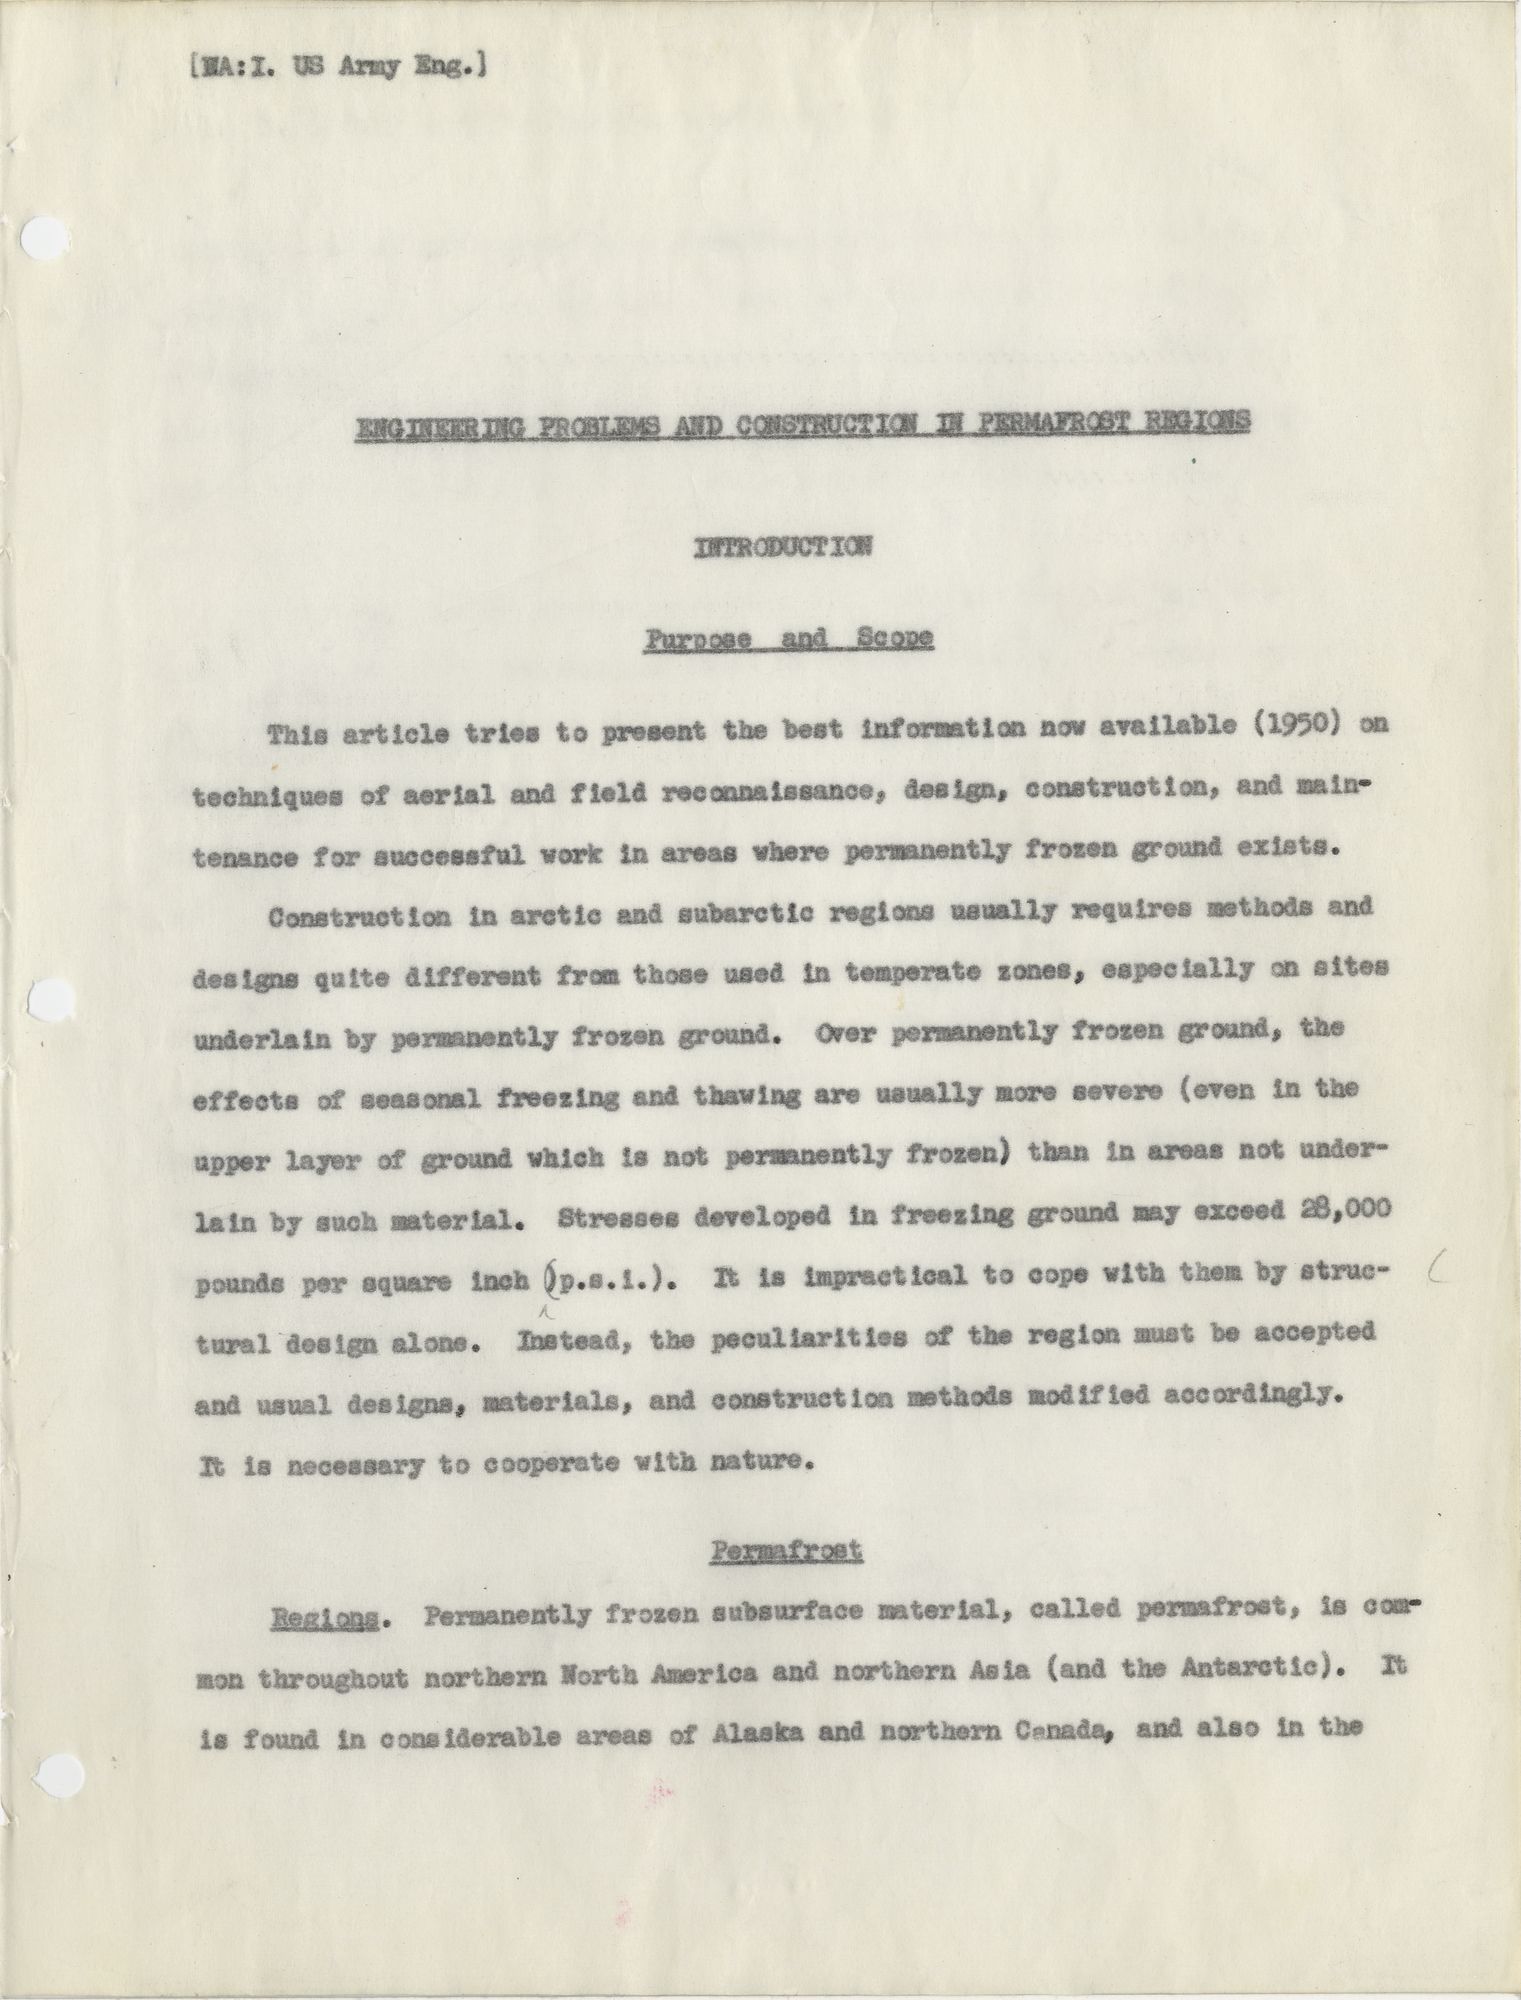 [EA:I. US Army Eng.]
ENGINEERING PROBLEMS AND CONSTRUCTION IN PERMAFROST REGIONS
INTRODUCTION
Purpose and Scope
This article tries to present the best information now available (1950) on
techniques of aerial and field reconnaissance, design, construction, and main-
tenance for successful work in areas where permanently frozen ground exists.
Construction in arctic and subarctic regions usually requires methods and
designs quite different from those used in temperate zones, especially on sites
underlain by permanently frozen ground. Over permanently frozen ground, the
effects of seasonal freezing and thawing are usually more severe (even in the
upper layer of ground which is not permanently frozen) than in areas not under-
lain by such material. Stresses developed in freezing ground may exceed 28,000
pounds per square inch (p.s.i.). It is impractical to cope with them by struc- (
tural design alone. Instead, the peculiarities of the region must be accepted
and usual designs, materials, and construction methods modified accordingly.
It is necessary to cooperate with nature.
Permafrost
Regions. Permanently frozen subsurface material, called permafrost, is com-
mon throughout northern North America and northern Asia (and the Antarctic). It
is found in considerable areas of Alaska and northern Canada, and also in the